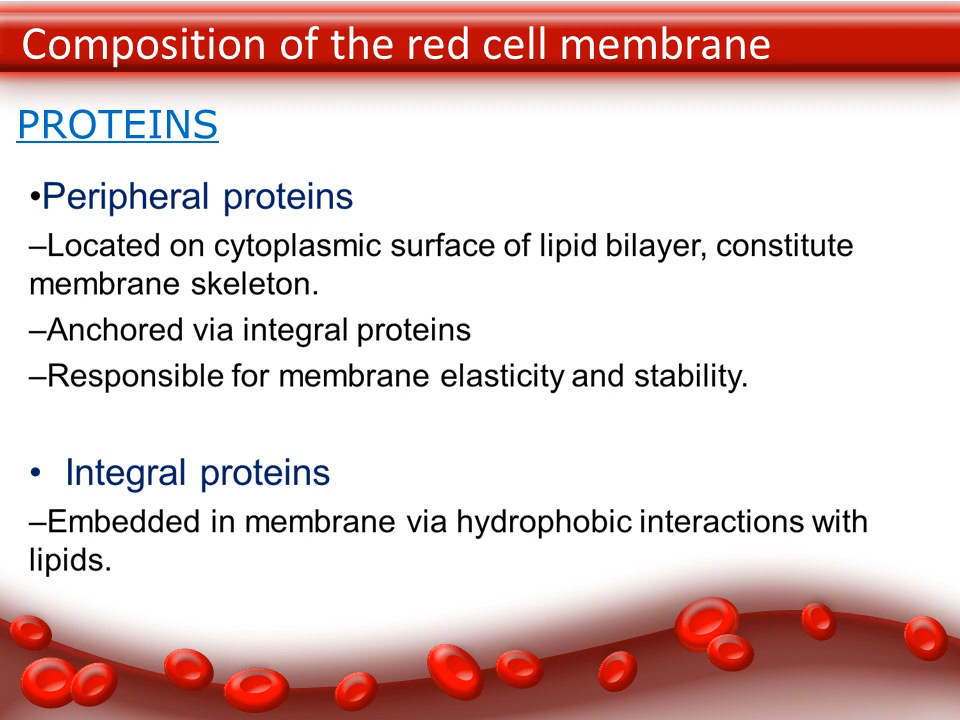 Composition of the red cell membrane
PROTEINS
•Peripheral proteins
–Located on cytoplasmic surface of lipid bilayer, constitute
membrane skeleton.
–Anchored via integral proteins
–Responsible for membrane elasticity and stability.
• Integral proteins
–Embedded in membrane via hydrophobic interactions with
lipids.